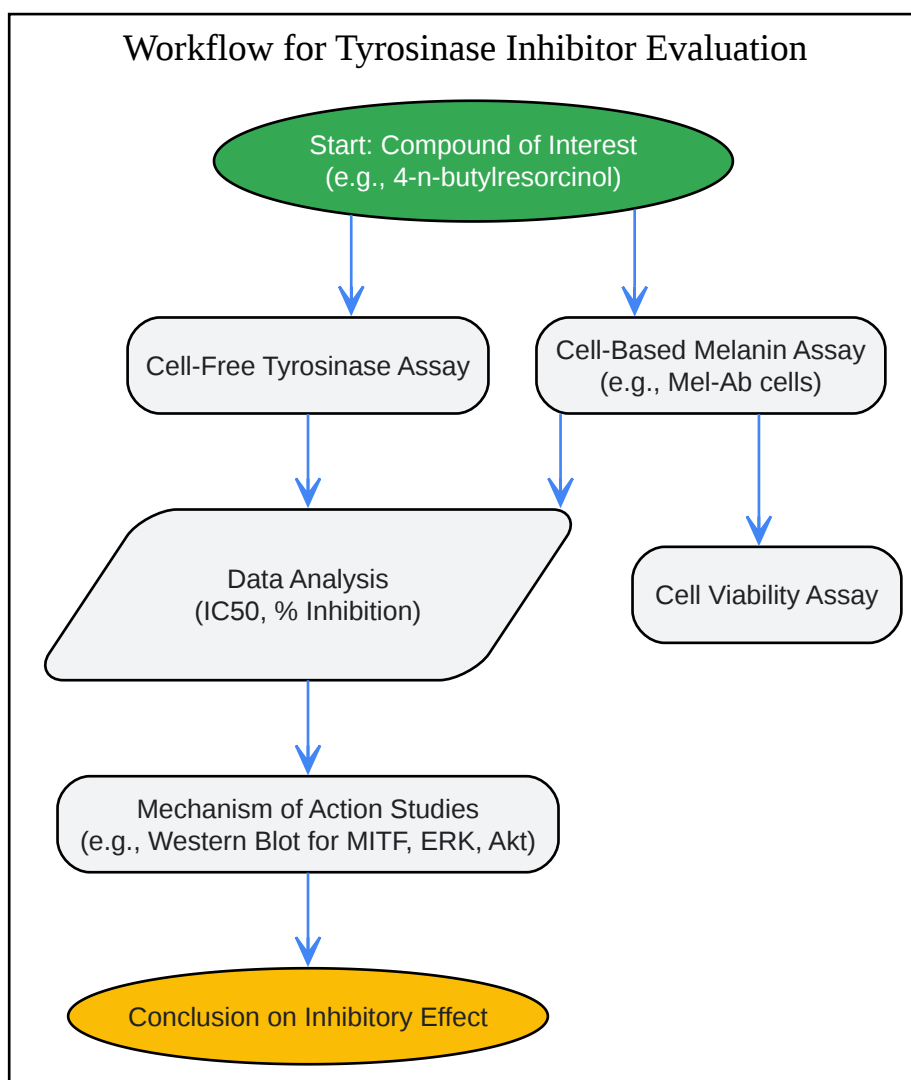 Workflow for Tyrosinase Inhibitor Evaluation
Start: Compound of Interest
(e.g., 4-n-butylresorcinol)
Cell-Free Tyrosinase Assay
Cell-Based Melanin Assay
(e.g., Mel-Ab cells)
Data Analysis
(IC50, % Inhibition)
Cell Viability Assay
Mechanism of Action Studies
(e.g., Western Blot for MITF, ERK, Akt)
Conclusion on Inhibitory Effect